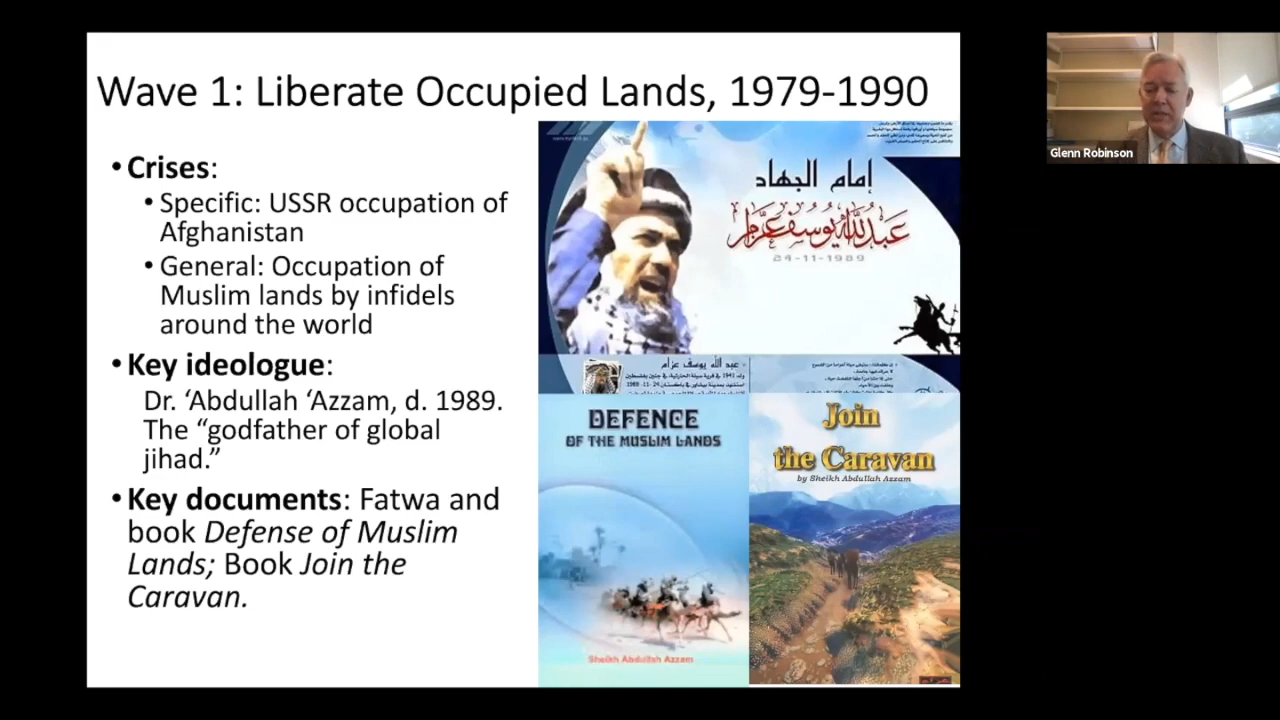 Wave 1: Liberate Occupied Lands, 1979-1990
• Crises:
• Specific: USSR occupation of
Afghanistan
• General: Occupation of
Muslim lands by infidels
around the world
• Key ideologue:
Dr. ‘Abdullah ‘Azzam, d. 1989.
The “godfather of global
jihad.”
• Key documents: Fatwa and
book Defense of Muslim
Lands; Book Join the
Caravan.
إمام الجهاد
عبدالله يوسف عزام
24-11-1989
عبد الله يوسف عزام
DEFENCE
OF THE MUSLIM LANDS
Sheikh Abdullah Azzam
Join
the Caravan
by Sheikh Abdullah Azzam
Glenn Robinson